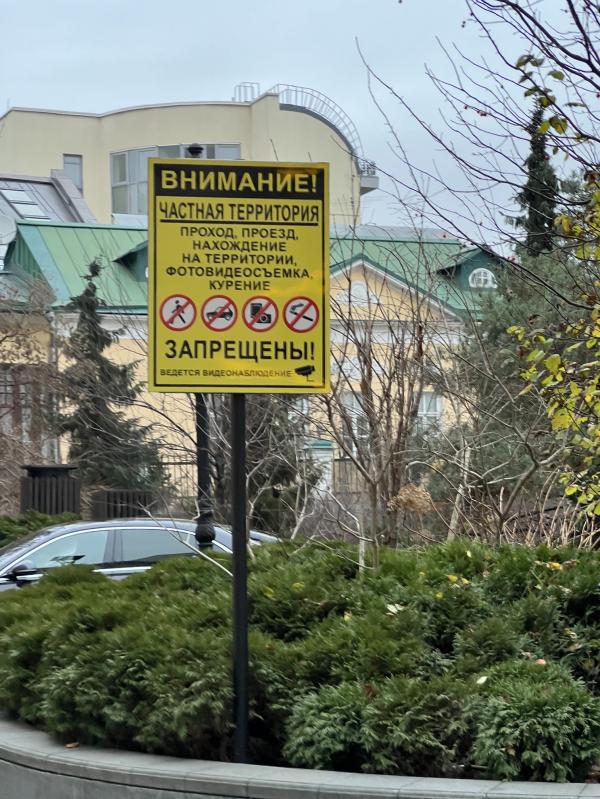 ВНИМАНИЕ!
ЧАСТНАЯ ТЕРРИТОРИЯ
ПРОХОД, ПРОЕЗД,
НАХОЖДЕНИЕ
НА ТЕРРИТОРИИ,
ФОТОВИДЕОСЪЕМКА,
КУРЕНИЕ
ЗАПРЕЩЕНЫ!
ВЕДЕТСЯ ВИДЕОНАБЛЮДЕНИЕ